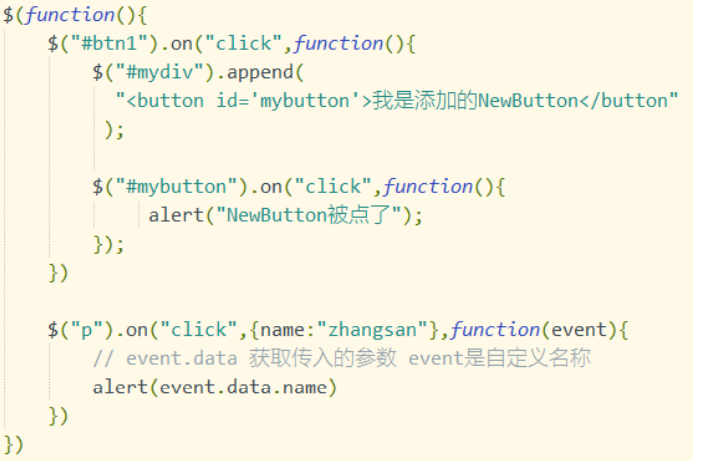 $(function(){
$("#btn1").on("click",function(){
$("#mydiv").append(
"<button id='mybutton'>我是添加的NewButton</button"
);
$("#mybutton").on("click",function(){
alert("NewButton被点了");
});
})
$("p").on("click",{name:"zhangsan"},function(event){
// event.data 获取传入的参数 event是自定义名称
alert(event.data.name)
})
})